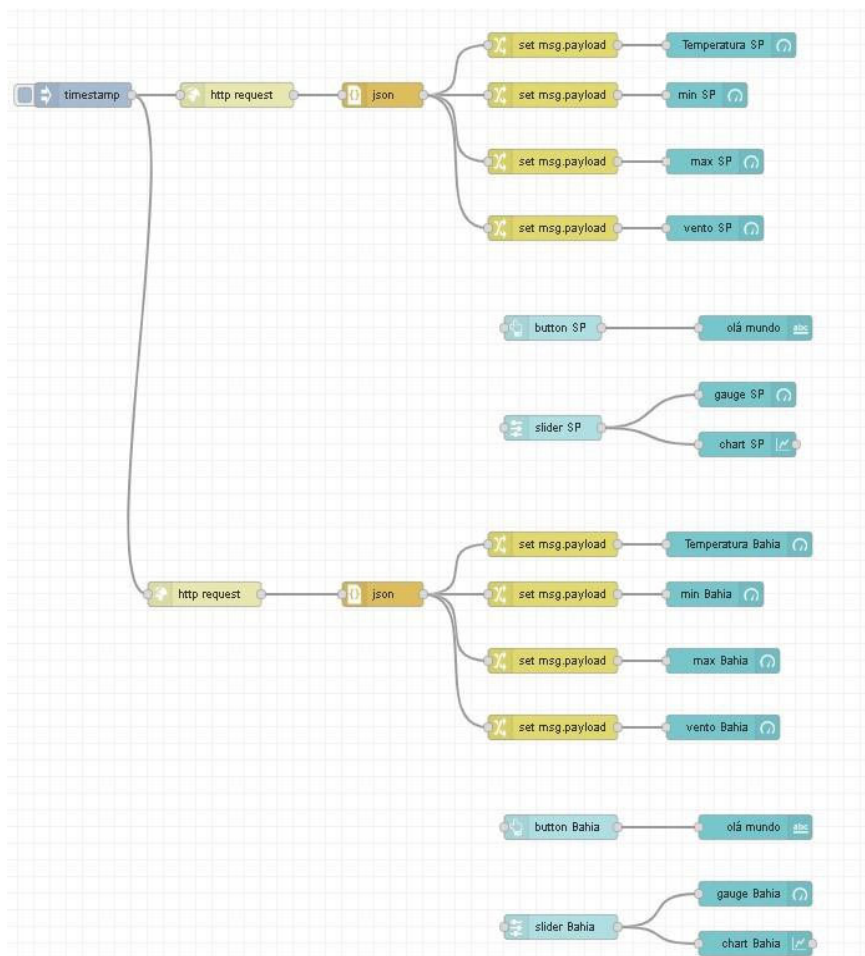 set msg.payload Temperatura SP
timestamp http request json set msg.payload min SP
set msg.payload max SP
set msg.payload vento SP
button SP olá mundo abc
gauge SP
slider SP
chart SP
set msg.payload Temperatura Bahia
http request json set msg.payload min Bahia
set msg.payload max Bahia
set msg.payload vento Bahia
button Bahia olá mundo abc
gauge Bahia
slider Bahia
chart Bahia